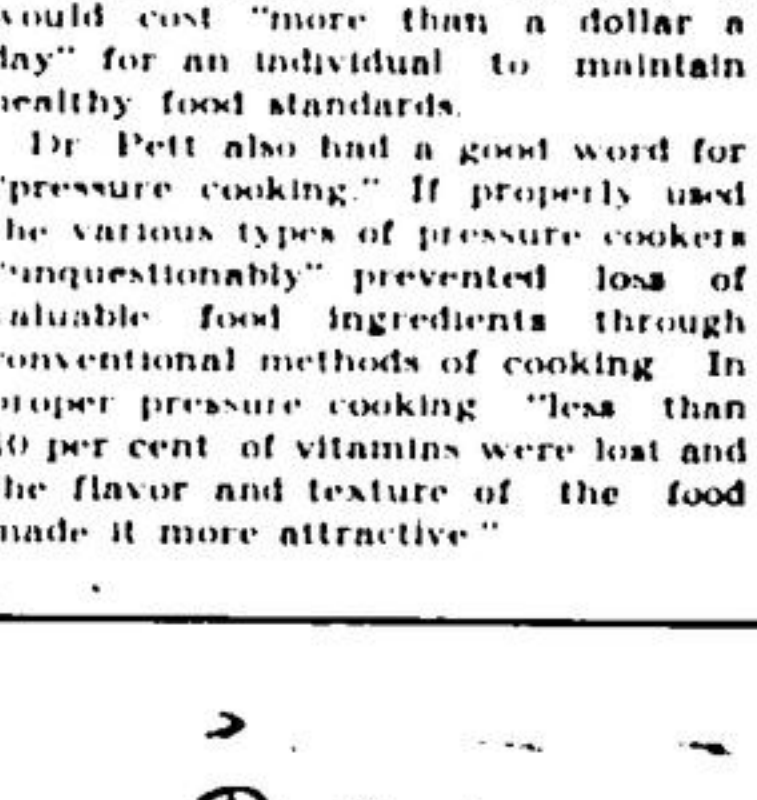 would cost "more than a dollar a
day" for an individual to maintain
healthy food standards.
Dr Pett also had a good word for
"pressure cooking." If properly used
the various types of pressure cookers
"unquestionably" prevented loss of
valuable food ingredients through
conventional methods of cooking In
proper pressure cooking "less than
per cent of vitamins were lost and
the flavor and texture of the food
made it more attractive"